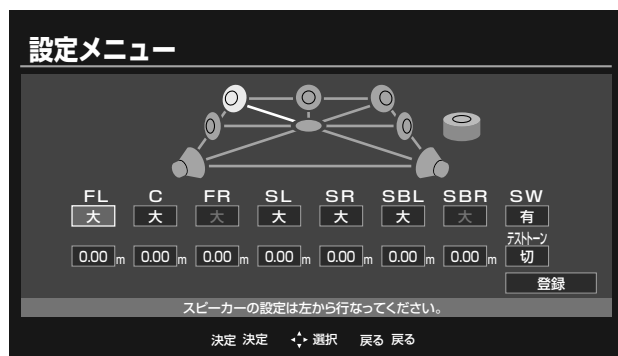 設定メニュー
FL C FR SL SR SBL SBR SW
大 大 大 大 大 大 大 有
テストトーン
0.00 m 0.00 m 0.00 m 0.00 m 0.00 m 0.00 m 0.00 m 切
登録
スピーカーの設定は左から行なってください。
決定 決定 選択 戻る 戻る